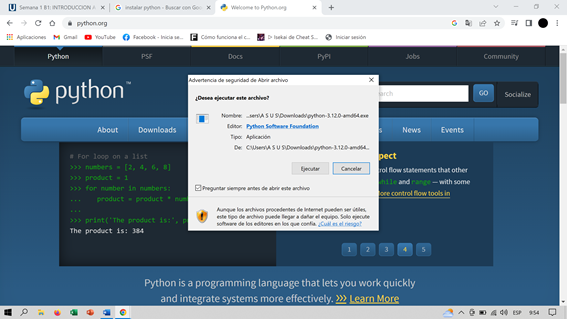 Semana 1 B1: INTRODUCCION A
instalar python - Buscar con Goo
Welcome to Python.org
python.org
Aplicaciones
Gmail
YouTube
Facebook - Inicia se...
Cómo funciona el c...
Isekai de Cheat S...
Iniciar sesión
Python
PSF
Docs
PyPI
Jobs
Community
python™
arch
GO
Socialize
About
Downloads
s
News
Events
Advertencia de seguridad de Abrir archivo
¿Desea ejecutar este archivo?
Nombre: ...sers\A S U S\Downloads\python-3.12.0-amd64.exe
Editor: Python Software Foundation
Tipo: Aplicación
De: C:\Users\A S U S\Downloads\python-3.12.0-amd64...
Ejecutar
Cancelar
Preguntar siempre antes de abrir este archivo
Aunque los archivos procedentes de Internet pueden ser útiles,
este tipo de archivo puede llegar a dañar el equipo. Solo ejecute
software de los editores en los que confía. ¿Cuál es el riesgo?
# For loop on a list
>>> numbers = [2, 4, 6, 8]
>>> product = 1
>>> for number in numbers:
... product = product * num
...
>>> print('The product is:', p
The product is: 384
pect
trol flow statements that other
while and range — with some
ore control flow tools in
1
2
3
4
5
Python is a programming language that lets you work quickly
and integrate systems more effectively. >>> Learn More
ESP
9:54